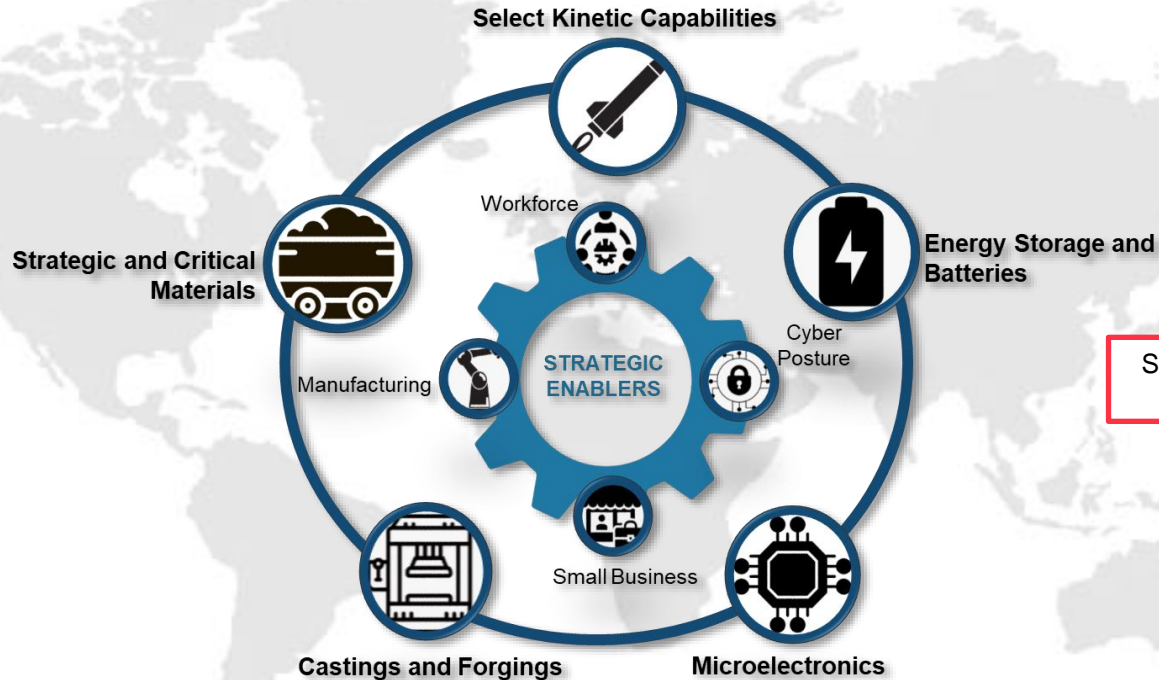 Select Kinetic Capabilities
Workforce
Strategic and Critical
Materials
Energy Storage and
Batteries
Cyber
Posture
STRATEGIC
ENABLERS
Manufacturing
S
Small Business
Castings and Forgings
Microelectronics